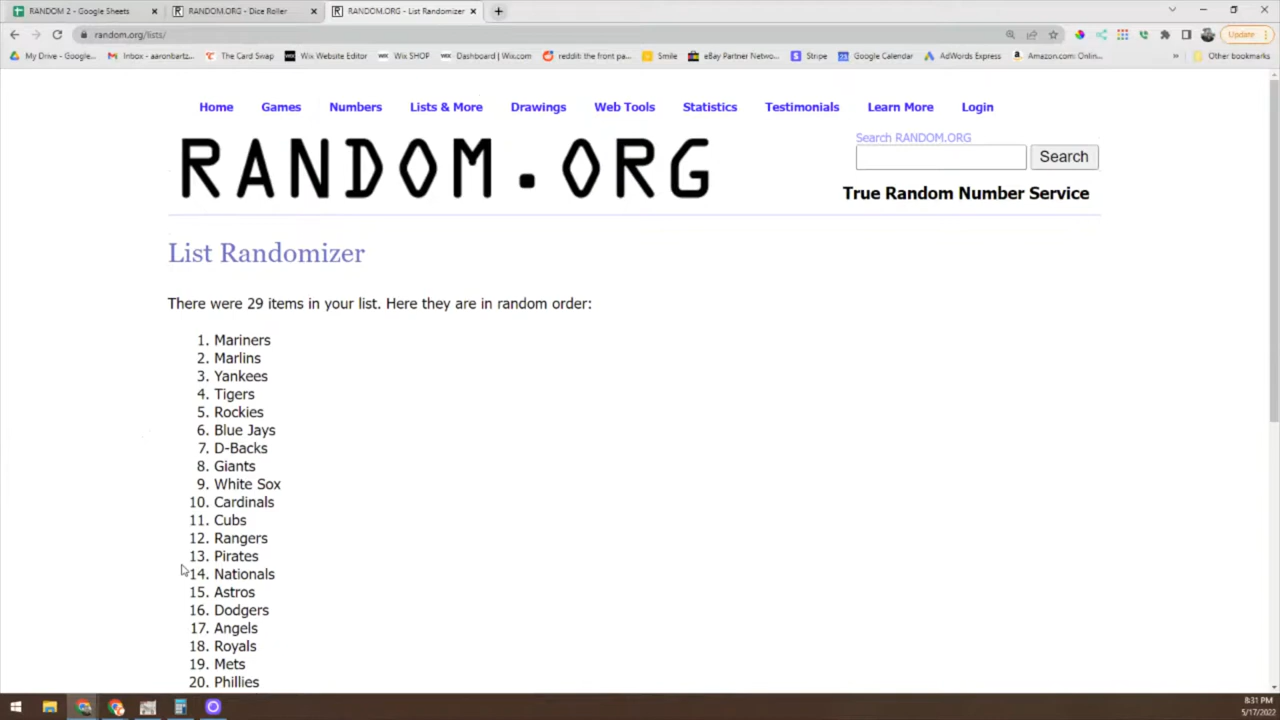 RANDOM 2 - Google Sheets
RANDOM.ORG - Dice Roller
RANDOM.ORG - List Randomizer
random.org/lists/
Update
My Drive - Google...
Inbox - aaronbartz...
The Card Swap
Wix Website Editor
Wix SHOP
Dashboard | Wix.com
reddit: the front pa...
Smile
eBay Partner Netwo...
Stripe
Google Calendar
AdWords Express
Amazon.com: Onlin...
Other bookmarks
Home Games Numbers Lists & More Drawings Web Tools Statistics Testimonials Learn More Login
RANDOM.ORG
Search RANDOM.ORG
Search
True Random Number Service
List Randomizer
There were 29 items in your list. Here they are in random order:
1. Mariners
2. Marlins
3. Yankees
4. Tigers
5. Rockies
6. Blue Jays
7. D-Backs
8. Giants
9. White Sox
10. Cardinals
11. Cubs
12. Rangers
13. Pirates
14. Nationals
15. Astros
16. Dodgers
17. Angels
18. Royals
19. Mets
20. Phillies
8:31 PM
5/17/2022